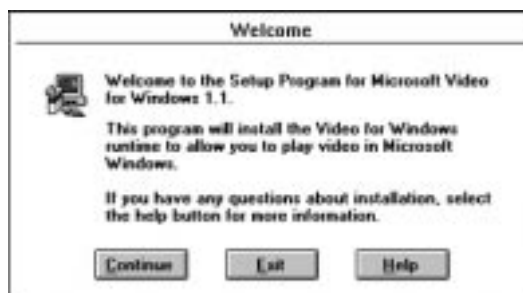 Welcome
Welcome to the Setup Program for Microsoft Video
for Windows 1.1.
This program will install the Video for Windows
runtime to allow you to play video in Microsoft
Windows.
If you have any questions about installation, select
the help button for more information.
Continue Exit Help